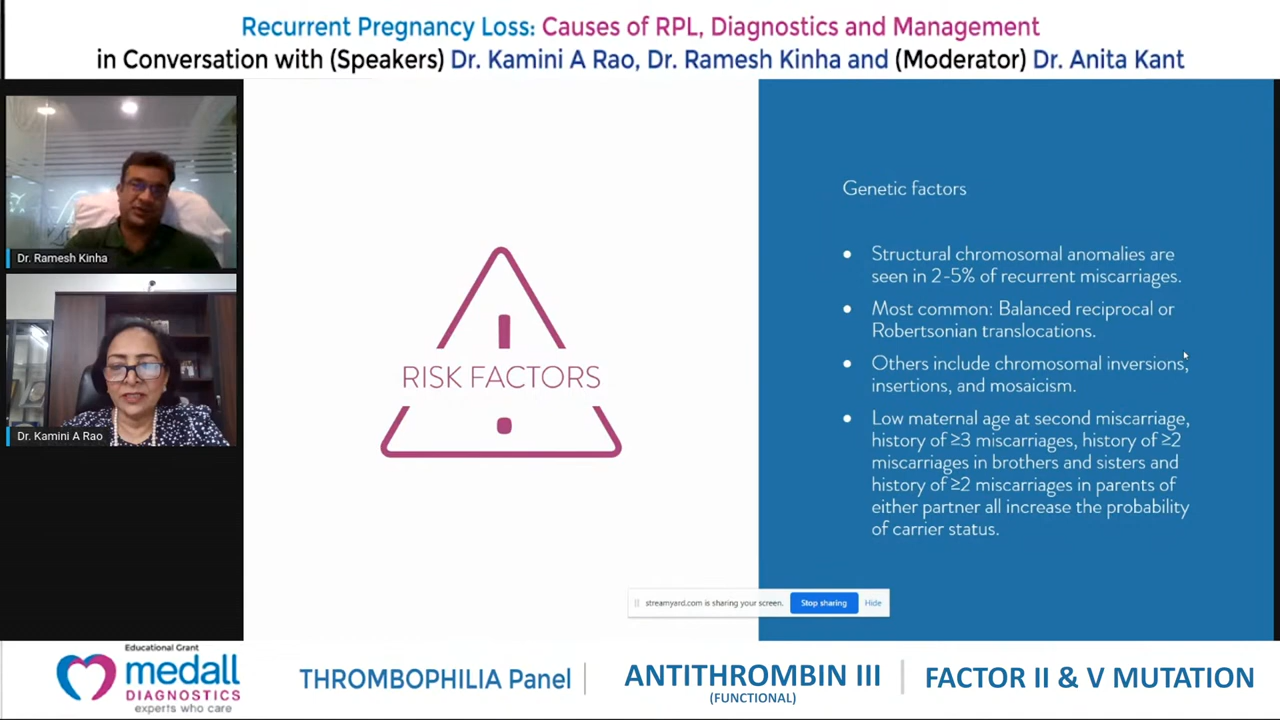 Recurrent Pregnancy Loss: Causes of RPL, Diagnostics and Management
in Conversation with (Speakers) Dr. Kamini A Rao, Dr. Ramesh Kinha and (Moderator) Dr. Anita Kant
Dr. Ramesh Kinha
Dr. Kamini A Rao
RISK FACTORS
Genetic factors
• Structural chromosomal anomalies are
seen in 2-5% of recurrent miscarriages.
• Most common: Balanced reciprocal or
Robertsonian translocations.
• Others include chromosomal inversions,
insertions, and mosaicism.
• Low maternal age at second miscarriage,
history of ≥3 miscarriages, history of ≥2
miscarriages in brothers and sisters and
history of ≥2 miscarriages in parents of
either partner all increase the probability
of carrier status.
streamyard.com is sharing your screen. Stop sharing Hide
Educational Grant
medall
DIAGNOSTICS
experts who care
THROMBOPHILIA Panel
ANTITHROMBIN III
(FUNCTIONAL)
FACTOR II & V MUTATION